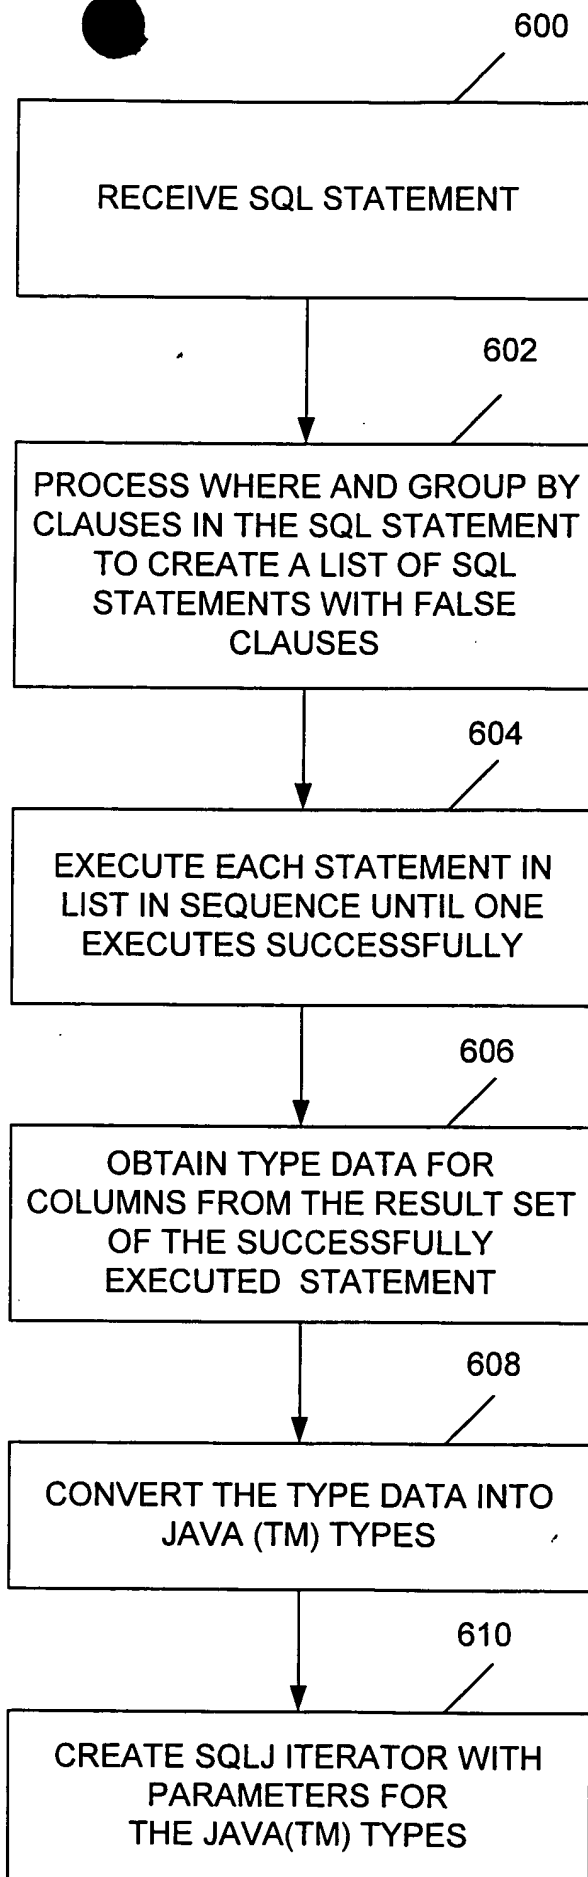 600
RECEIVE SQL STATEMENT
602
PROCESS WHERE AND GROUP BY
CLAUSES IN THE SQL STATEMENT
TO CREATE A LIST OF SQL
STATEMENTS WITH FALSE
CLAUSES
604
EXECUTE EACH STATEMENT IN
LIST IN SEQUENCE UNTIL ONE
EXECUTES SUCCESSFULLY
606
OBTAIN TYPE DATA FOR
COLUMNS FROM THE RESULT SET
OF THE SUCCESSFULLY
EXECUTED STATEMENT
608
CONVERT THE TYPE DATA INTO
JAVA (TM) TYPES
610
CREATE SQLJ ITERATOR WITH
PARAMETERS FOR
THE JAVA(TM) TYPES